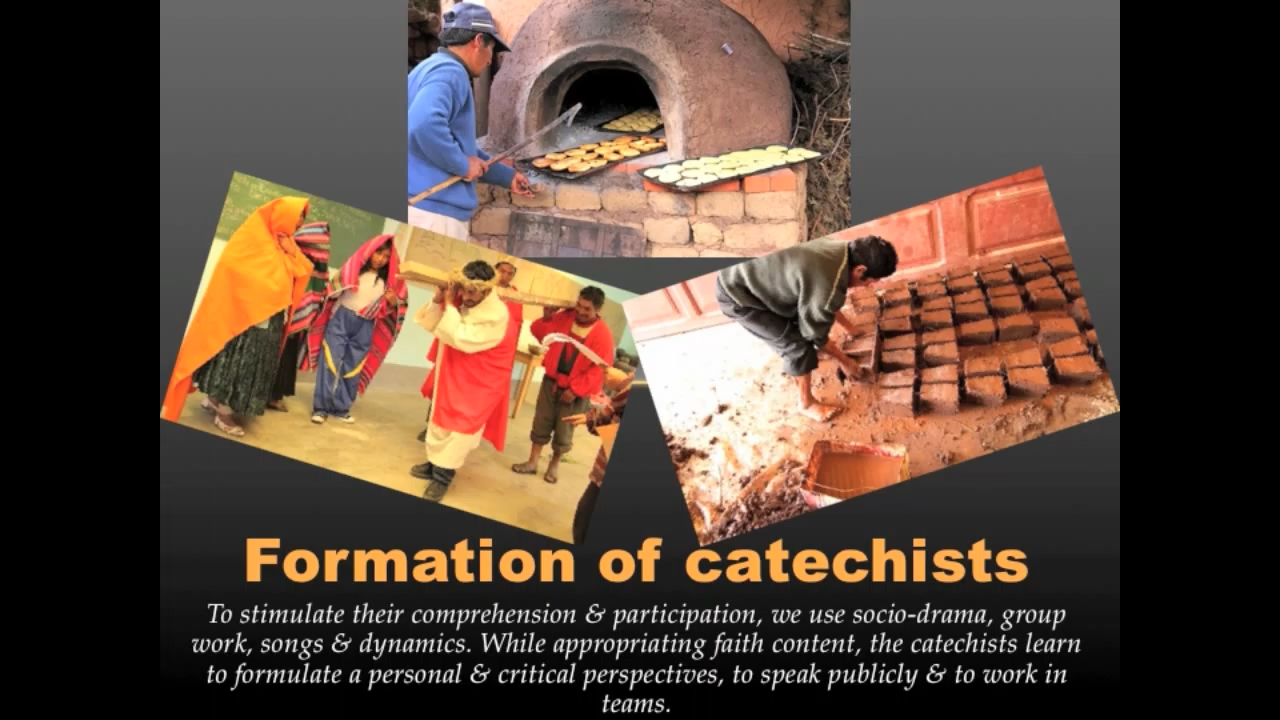 Formation of catechists
To stimulate their comprehension & participation, we use socio-drama, group
work, songs & dynamics. While appropriating faith content, the catechists learn
to formulate a personal & critical perspectives, to speak publicly & to work in
teams.